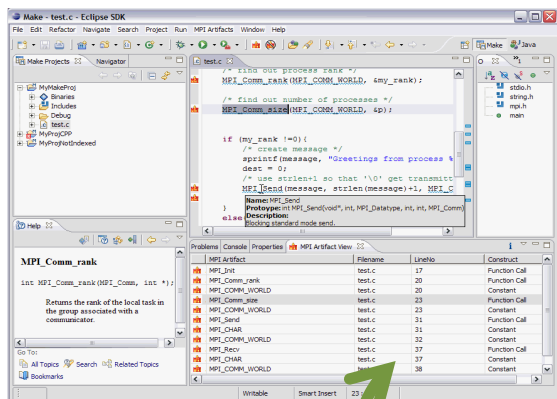 Make - test.c - Eclipse SDK
File Edit Refactor Navigate Search Project Run MPI Artifacts Window Help
Make Java
Make Projects Navigator
MyMakeProj
Binaries
Includes
Debug
test.c
MyProjCPP
MyProjNotIndexed
test.c
/* find out process rank */
MPI_Comm_rank(MPI_COMM_WORLD, &my_rank);
/* find out number of processes */
MPI_Comm_size(MPI_COMM_WORLD, &p);
if (my_rank !=0){
/* create message */
sprintf(message, "Greetings from process %
dest = 0;
/* use strlen+1 so that '\0' get transmitt
MPI_Send(message, strlen(message)+1, MPI_C
}
else
Name: MPI_Send
Protoype: int MPI_Send(void*, int, MPI_Datatype, int, int, MPI_Comm)
Description:
Blocking standard mode send.
stdio.h
string.h
mpi.h
main
Help
MPI_Comm_rank
int MPI_Comm_rank(MPI_Comm, int *);
Returns the rank of the local task in
the group associated with a
communicator.
Go To:
All Topics Search Related Topics
Bookmarks
Problems Console Properties MPI Artifact View
MPI Artifact Filename LineNo Construct
MPI_Init test.c 17 Function Call
MPI_Comm_rank test.c 20 Function Call
MPI_COMM_WORLD test.c 20 Constant
MPI_Comm_size test.c 23 Function Call
MPI_COMM_WORLD test.c 23 Constant
MPI_Send test.c 31 Function Call
MPI_CHAR test.c 31 Constant
MPI_COMM_WORLD test.c 32 Constant
MPI_Recv test.c 37 Function Call
MPI_CHAR test.c 37 Constant
MPI_COMM_WORLD test.c 38 Constant
Writable Smart Insert 23